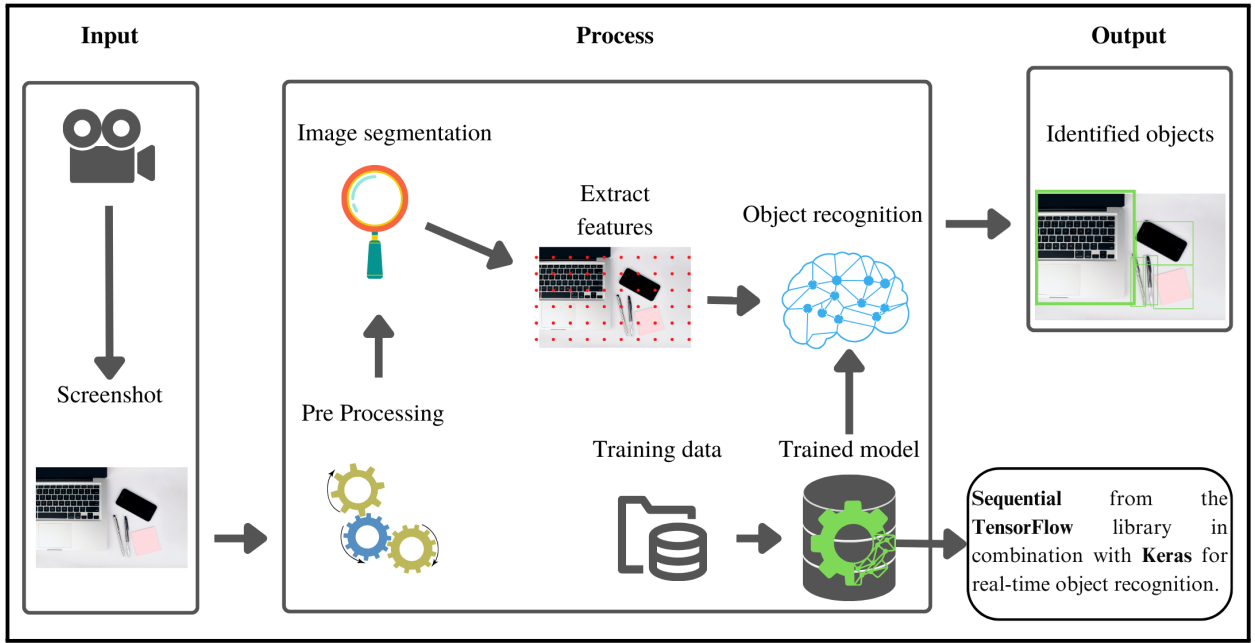 Input
Process
Output
Screenshot
Image segmentation
Pre Processing
Extract
features
Object recognition
Training data
Trained model
Identified objects
Sequential from the
TensorFlow library in
combination with Keras for
real-time object recognition.